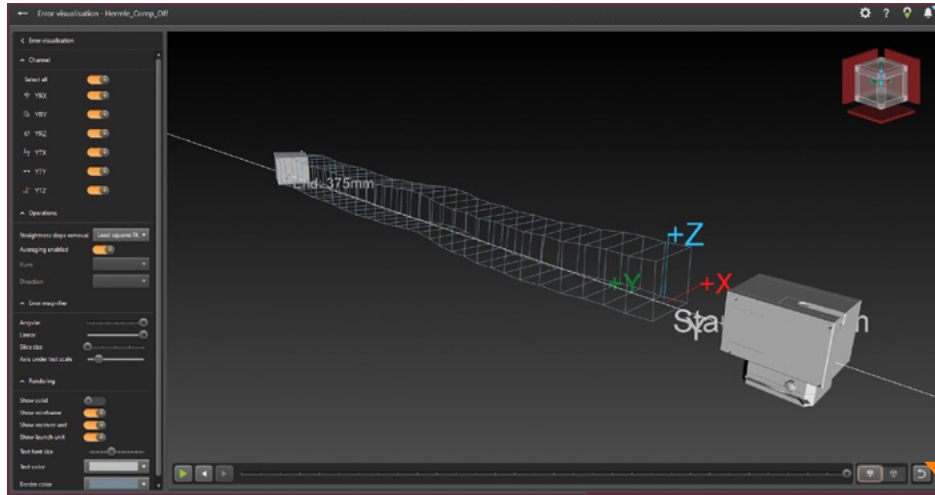 Error visualisation - Hermle_Comp_Off
?
Error visualisation
Channel
Select all
YRX
YRY
YRZ
YTX
YTY
YTZ
Operations
Straightness slope removal Least squares fit
Averaging enabled
Runs
Direction
Error magnifier
Angular
Linear
Slice size
Axis under test scale
Rendering
Show solid
Show wireframe
Show receiver unit
Show launch unit
Text font size
Text color
Border color
End: 375mm
+Z
+Y
+X